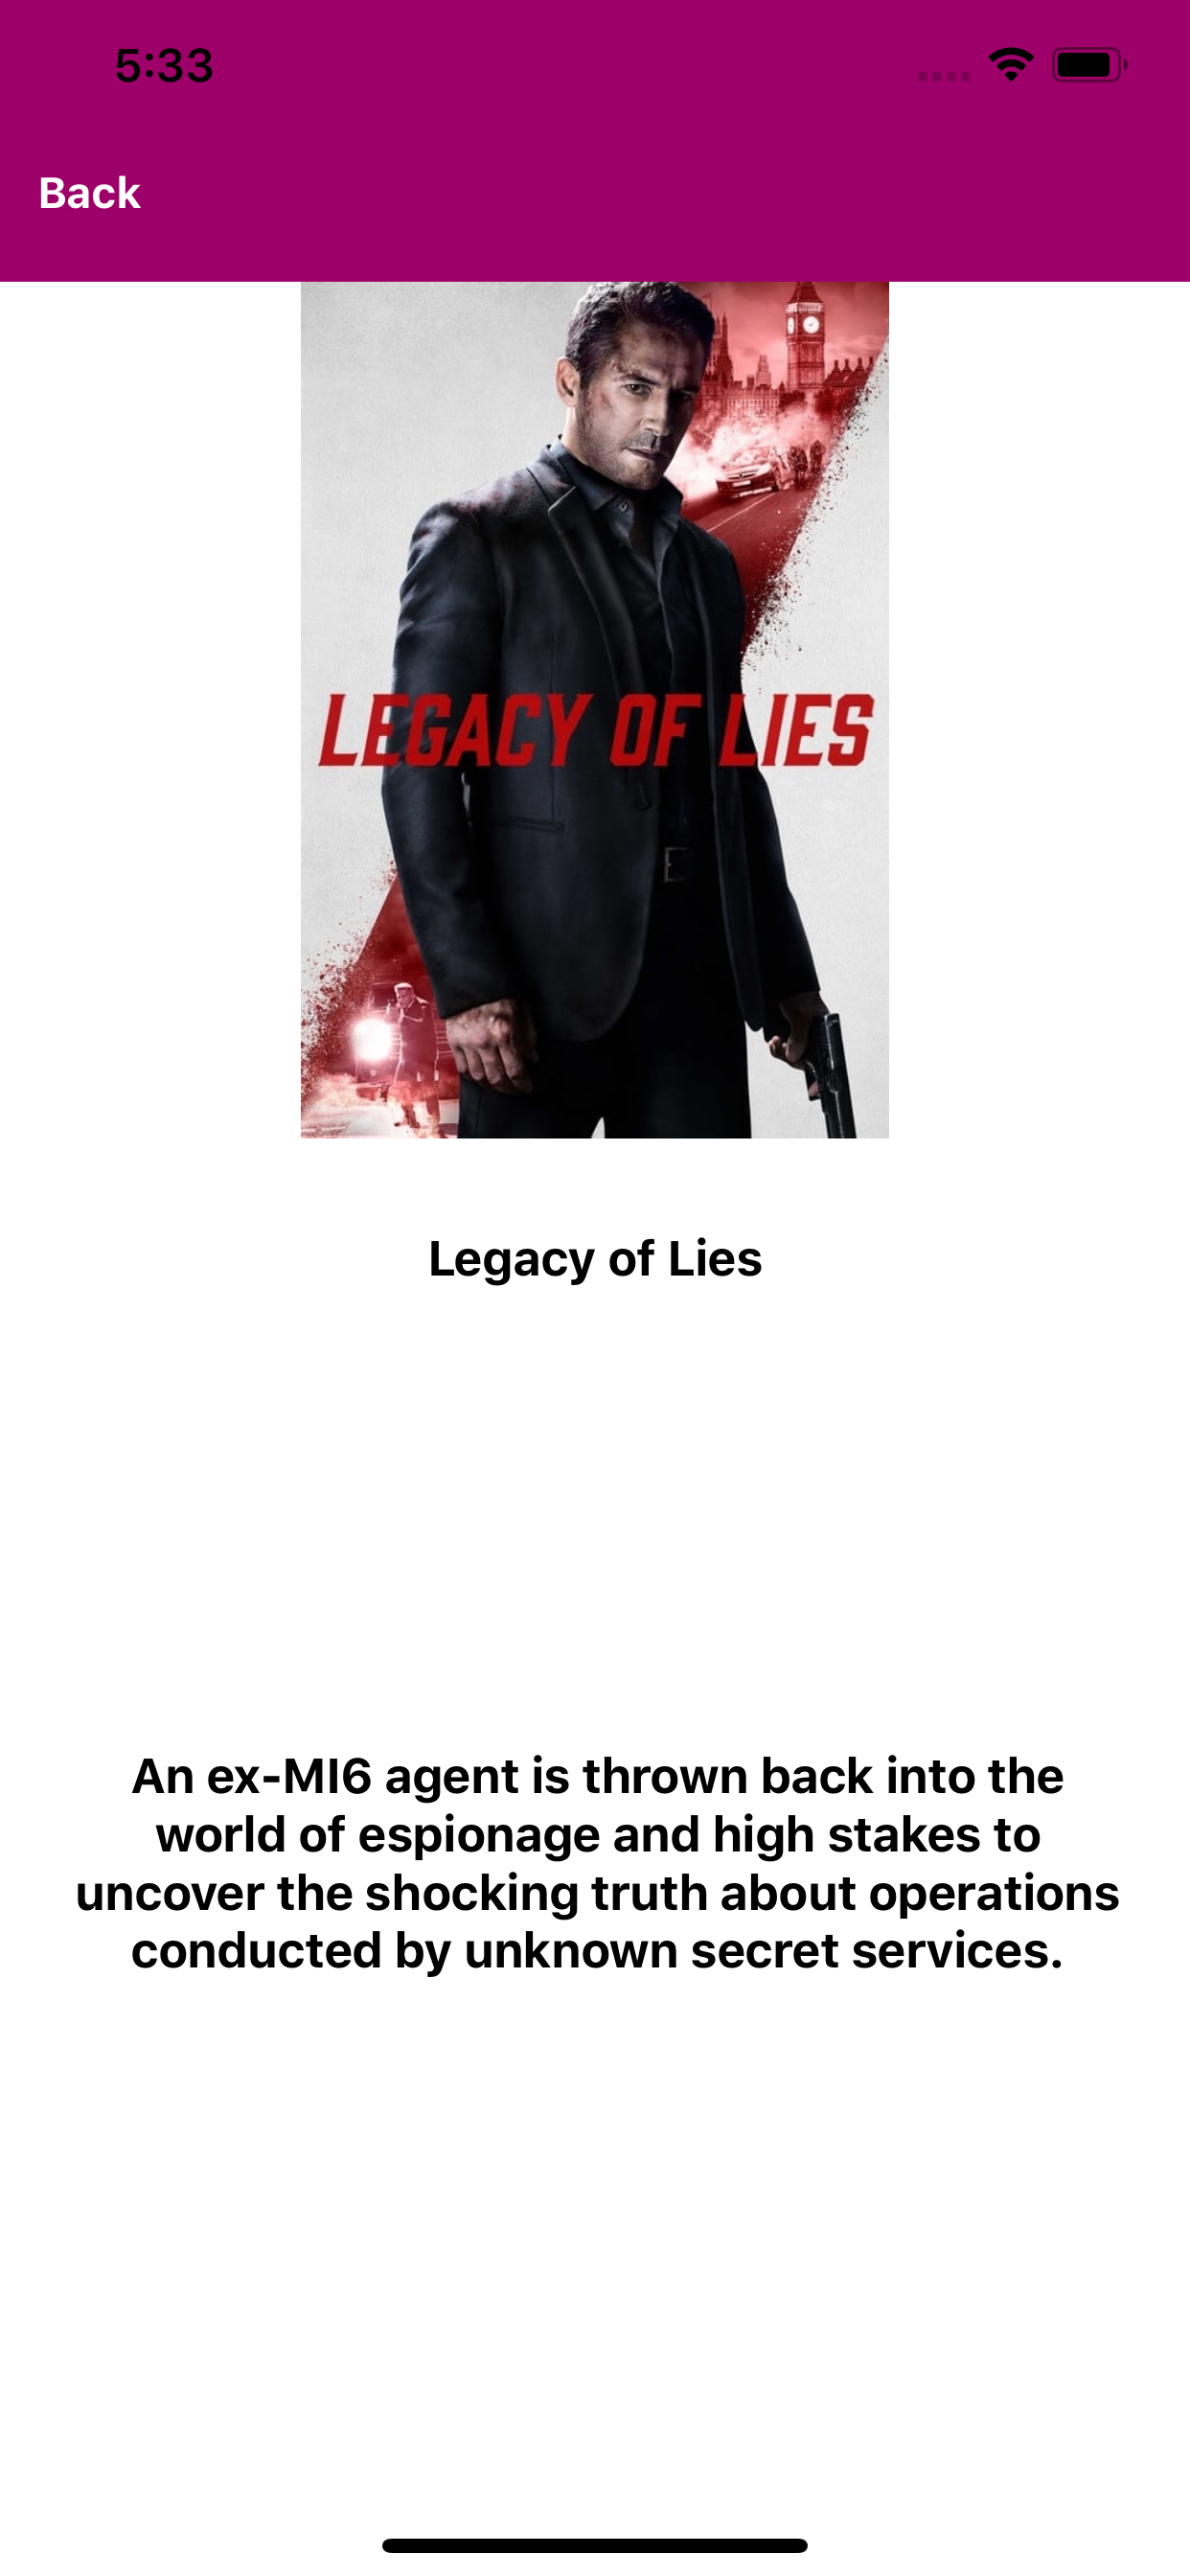 5:33
Back
LEGACY OF LIES
Legacy of Lies
An ex-MI6 agent is thrown back into the
world of espionage and high stakes to
uncover the shocking truth about operations
conducted by unknown secret services.